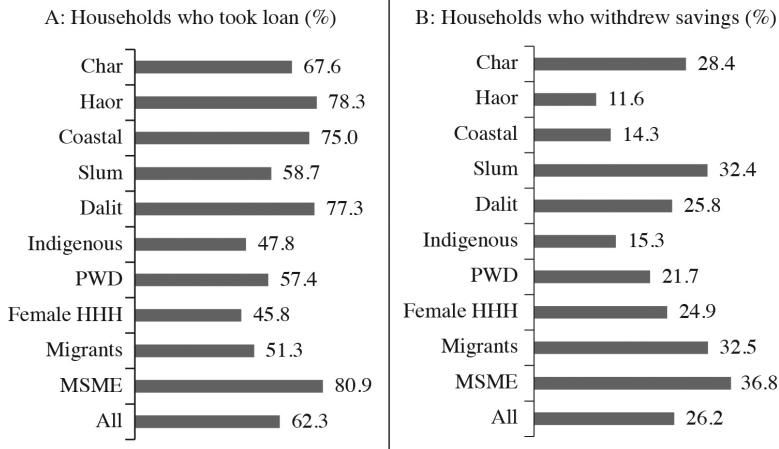 A: Households who took loan (%)
Char 67.6
Haor 78.3
Coastal 75.0
Slum 58.7
Dalit 77.3
Indigenous 47.8
PWD 57.4
Female HHH 45.8
Migrants 51.3
MSME 80.9
All 62.3
B: Households who withdrew savings (%)
Char 28.4
Haor 11.6
Coastal 14.3
Slum 32.4
Dalit 25.8
Indigenous 15.3
PWD 21.7
Female HHH 24.9
Migrants 32.5
MSME 36.8
All 26.2